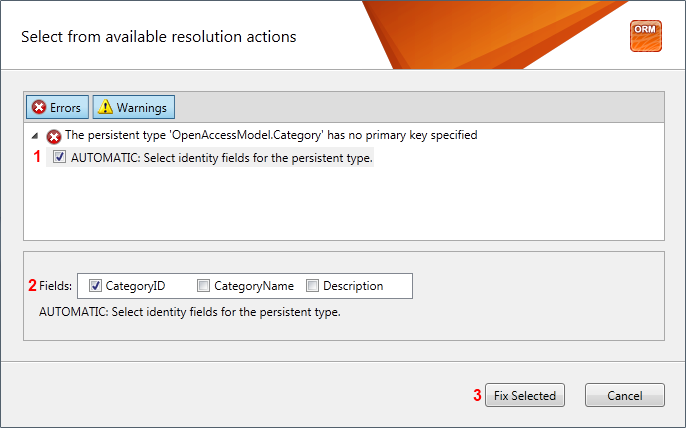 Select from available resolution actions
ORM
Errors Warnings
The persistent type 'OpenAccessModel.Category' has no primary key specified
1 AUTOMATIC: Select identity fields for the persistent type.
2 Fields: CategoryID CategoryName Description
AUTOMATIC: Select identity fields for the persistent type.
3 Fix Selected Cancel